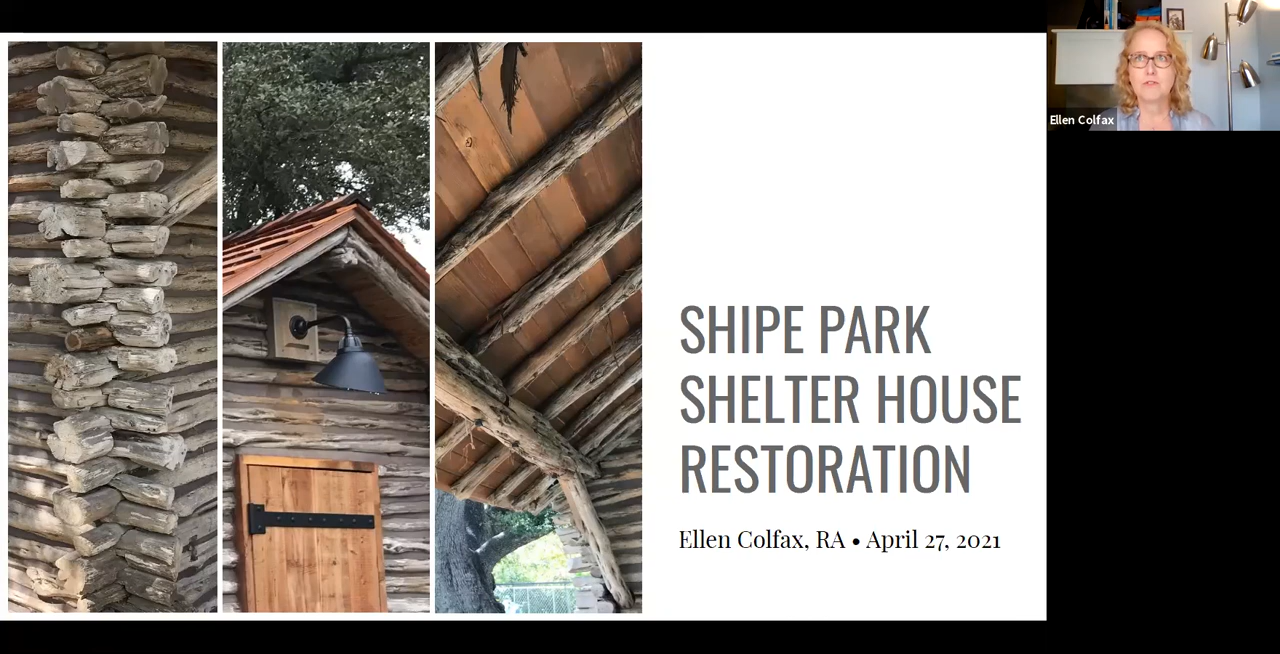 SHIPE PARK
SHELTER HOUSE
RESTORATION
Ellen Colfax, RA • April 27, 2021
Ellen Colfax